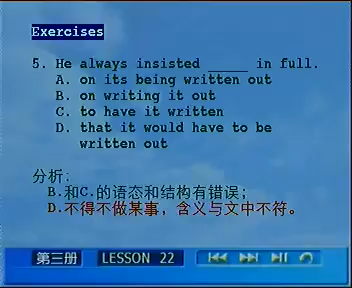 Exercises
5. He always insisted _____ in full.
A. on its being written out
B. on writing it out
C. to have it written
D. that it would have to be
written out
分析:
B.和C.的语态和结构有错误;
D.不得不做某事，含义与文中不符。
第三册 LESSON 22